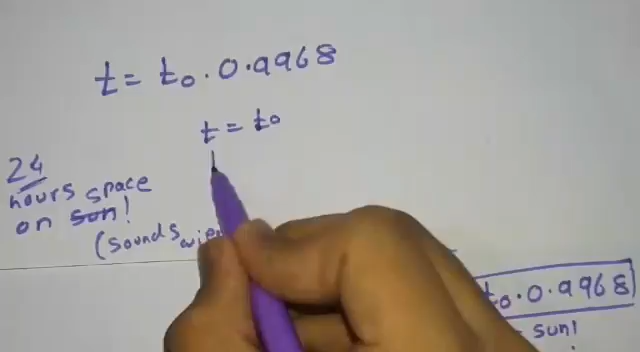 t = t₀ . 0.9968
t = t₀
24
hours space
on sun!
(sounds
t₀ . 0.9968
sun!